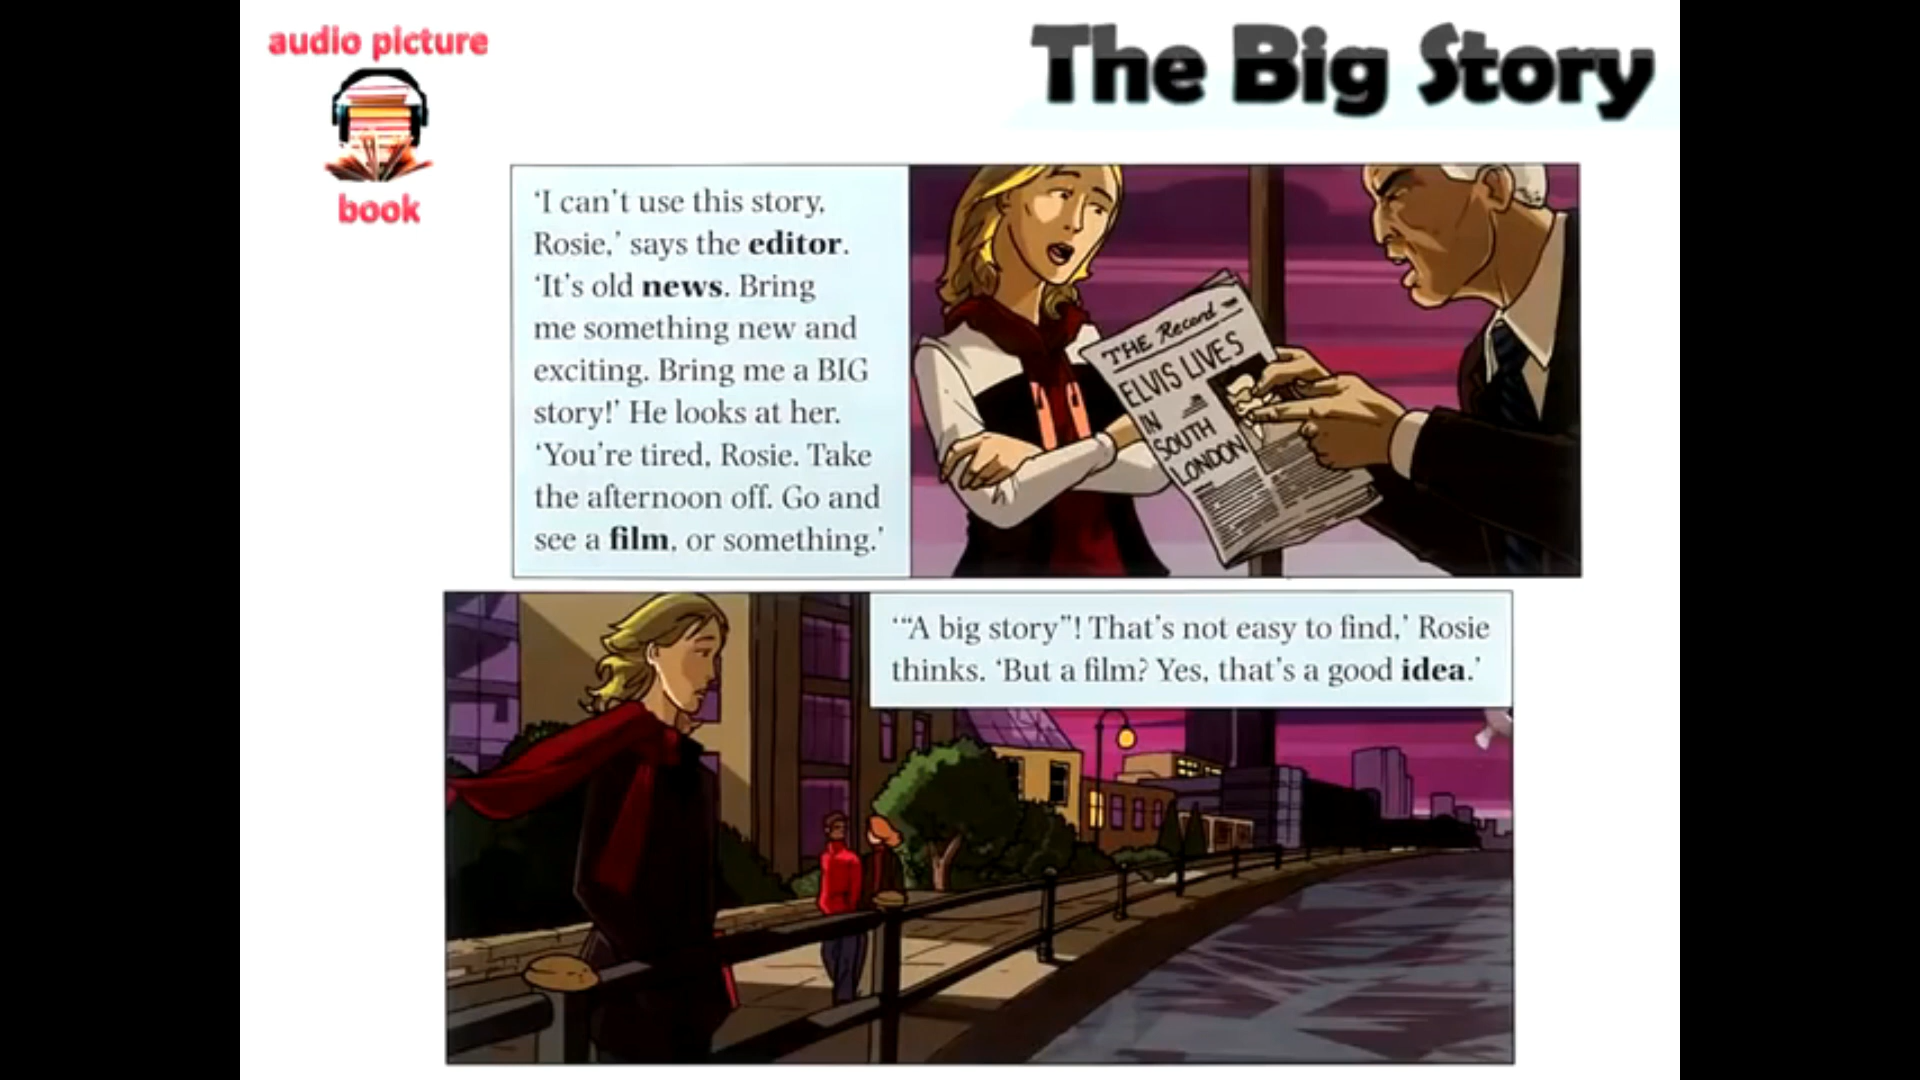 audio picture
book
The Big Story
‘I can’t use this story,
Rosie,’ says the editor.
‘It’s old news. Bring
me something new and
exciting. Bring me a BIG
story!’ He looks at her.
‘You’re tired, Rosie. Take
the afternoon off. Go and
see a film, or something.’
THE Record
ELVIS LIVES
IN
SOUTH
LONDON
‘“A big story”! That’s not easy to find,’ Rosie
thinks. ‘But a film? Yes, that’s a good idea.’